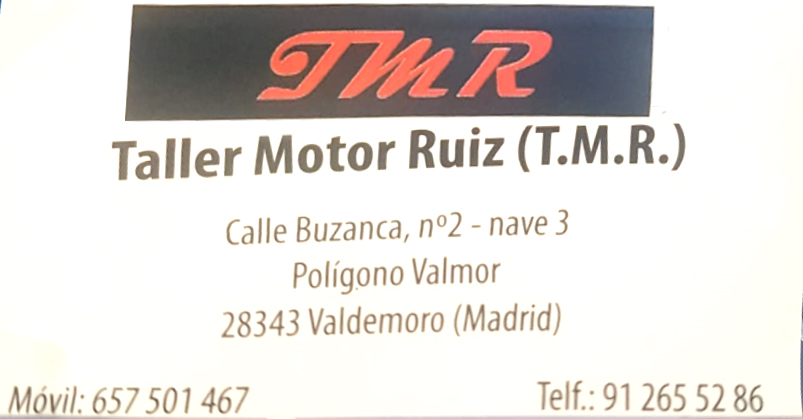 TMR
Taller Motor Ruiz (T.M.R.)
Calle Buzanca, nº2 - nave 3
Polígono Valmor
28343 Valdemoro (Madrid)
Móvil: 657 501 467 Telf.: 91 265 52 86